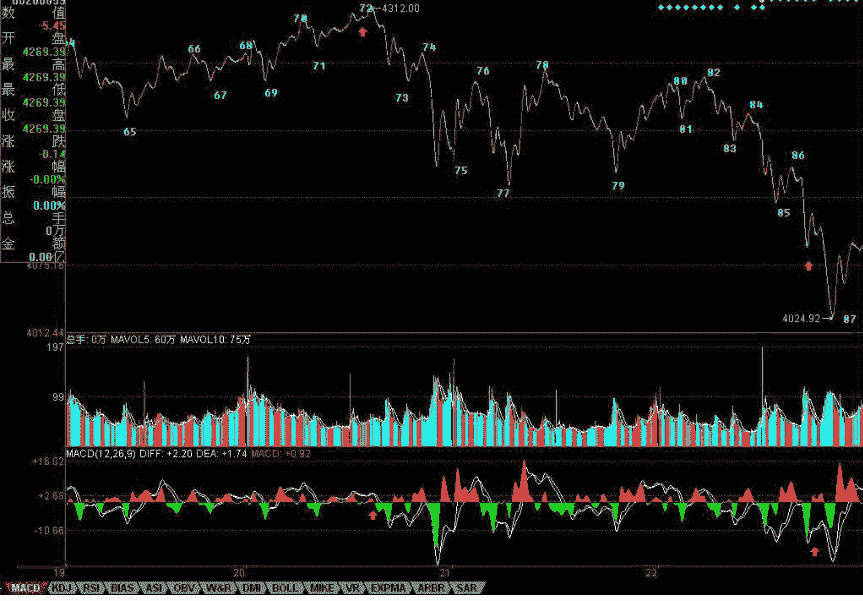 数 值
-5.45
开 盘
4269.39
最 高
4269.39
最 低
4269.39
收 盘
4269.39
涨 跌
-0.14
涨 幅
-0.00%
振 幅
0.00%
总 手
0万
金 额
0.00亿
4075.16
4012.44
64
65
66
67
68
69
70
71
72
4312.00
73
74
75
76
77
78
79
80
81
82
83
84
85
86
87
4024.92
总手: 0万 MAVOL5: 60万 MAVOL10: 75万
197
99
MACD(12,26,9) DIFF: +2.20 DEA: +1.74 MACD: +0.92
+16.02
+2.68
-10.66
19 20 21 22
MACD KDJ RSI BIAS ASI OBV W&R DMI BOLL MIKE VR EXPMA ARBR SAR